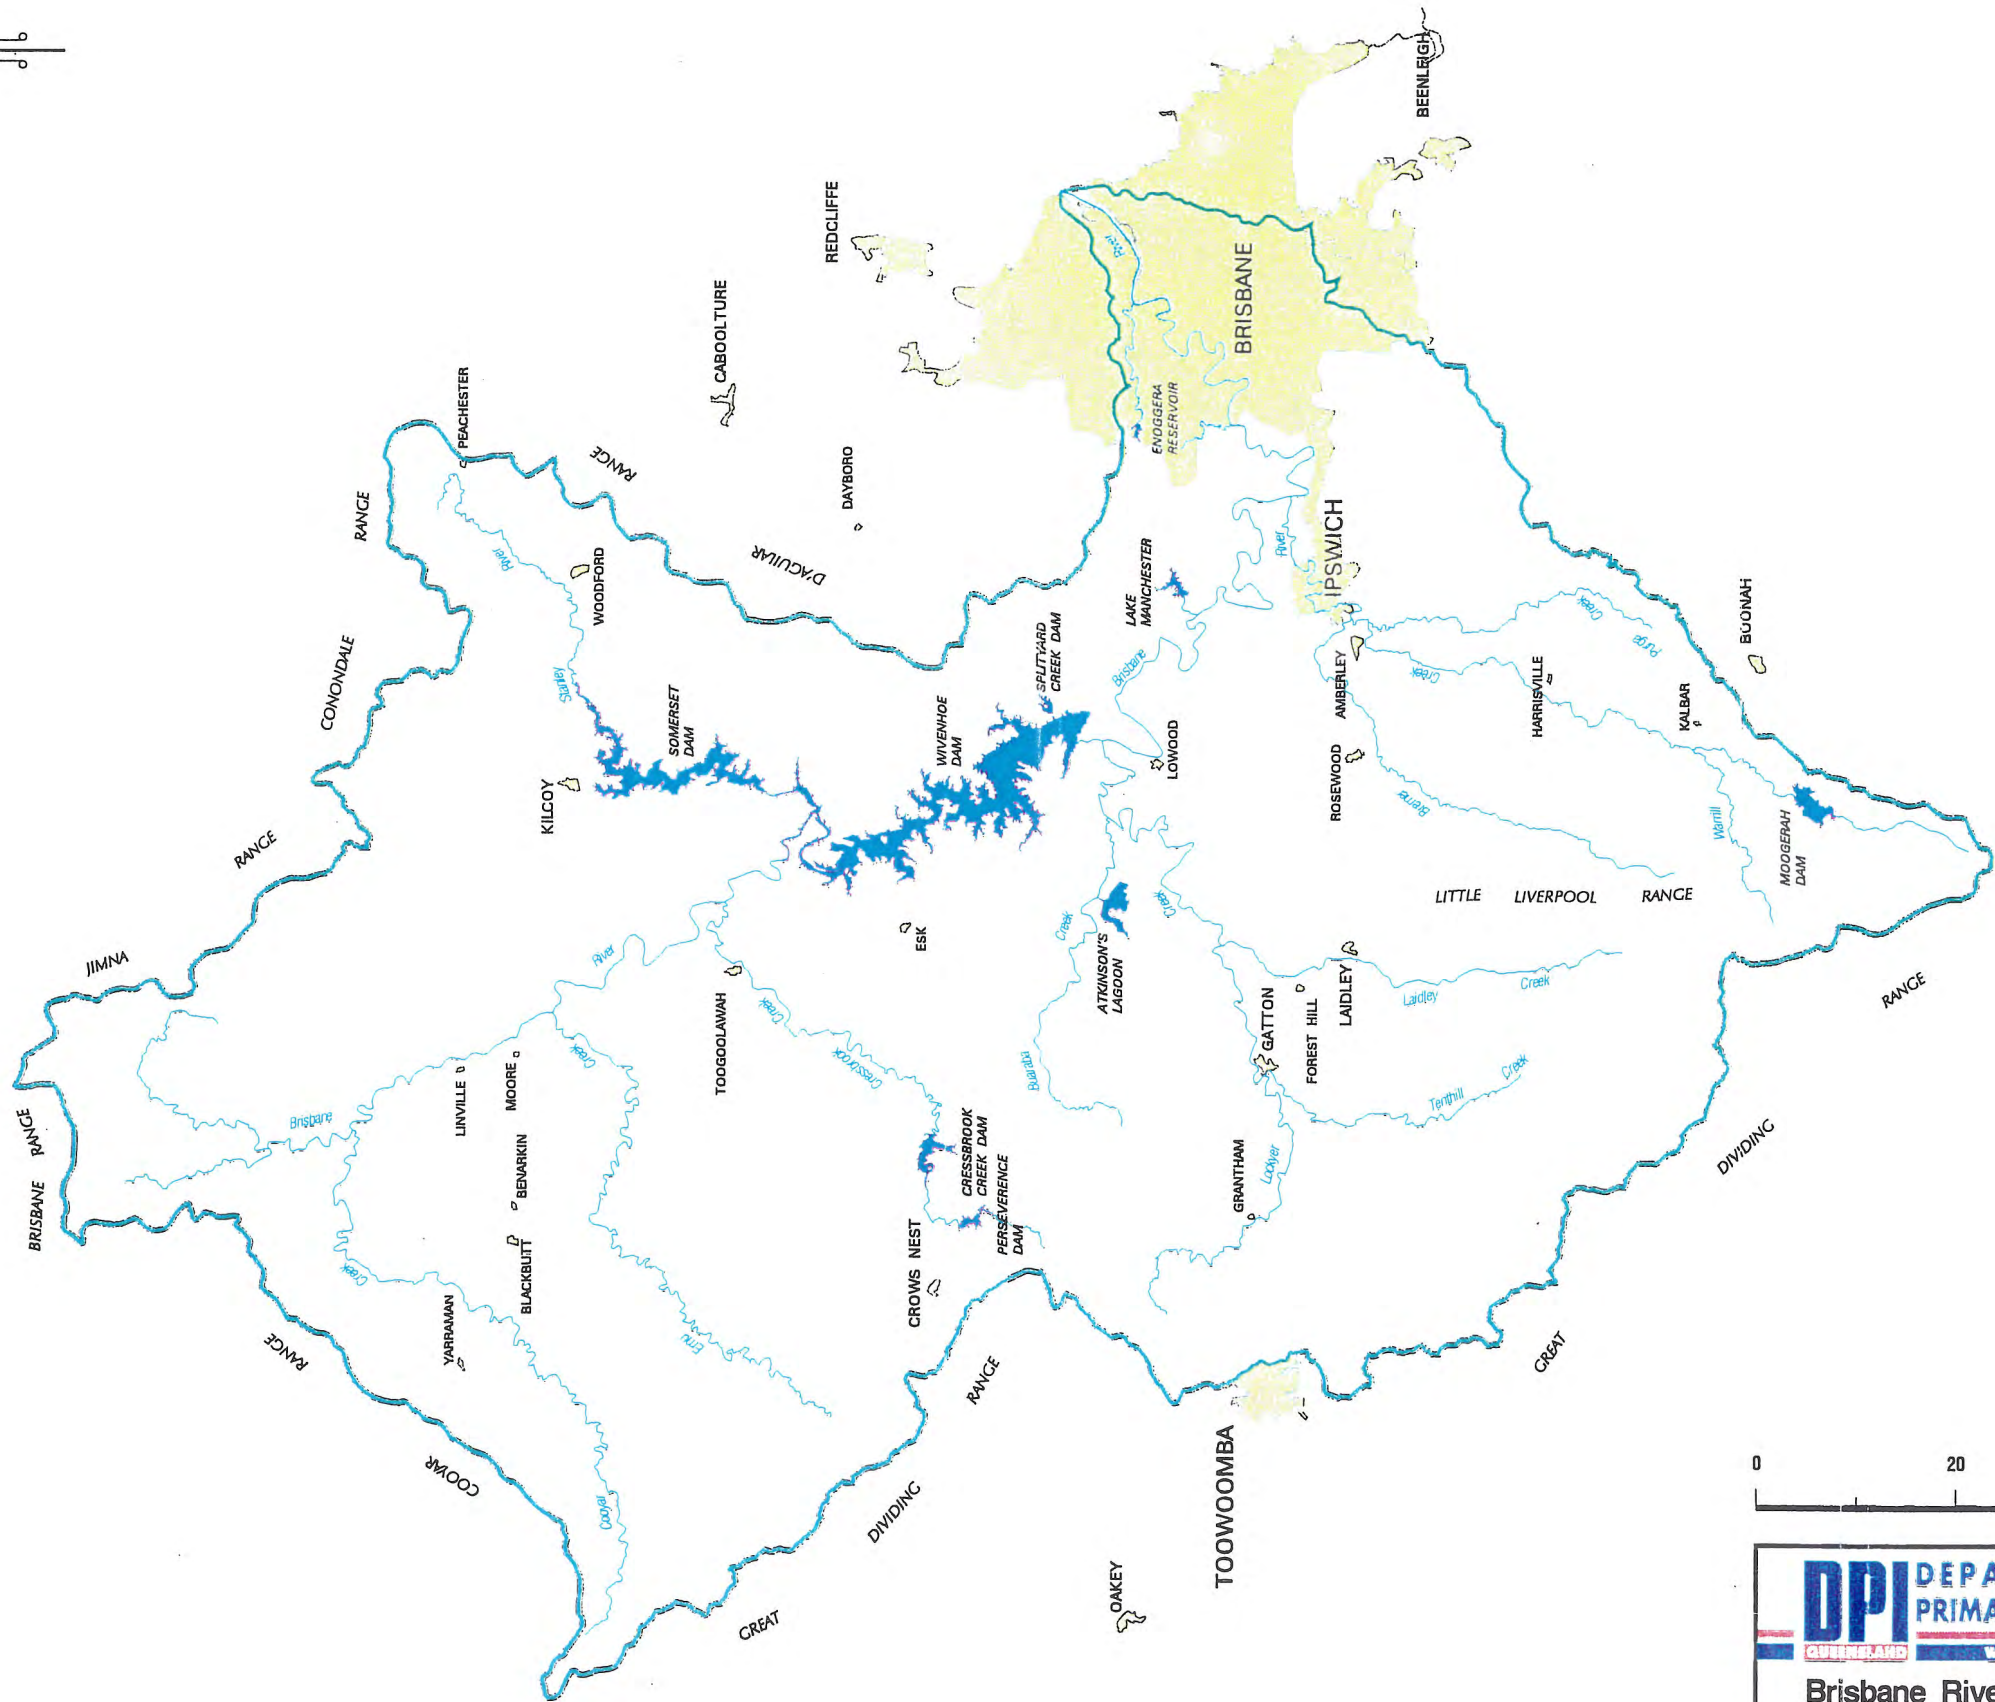 BEENLEIGH
REDCLIFFE
CABOOLTURE
PEACHESTER
RANGE
RANGE
DAYBORO
D'AGUILAR
River
BRISBANE
ENOGGERA
RESERVOIR
River
WOODFORD
CONONDALE
Stanley
SOMERSET
DAM
KILCOY
WIVENHOE
DAM
SPLITYARD
CREEK DAM
LAKE
MANCHESTER
Brisbane
River
IPSWICH
LOWOOD
AMBERLEY
ROSEWOOD
Bremer
Creek
Purga
Creek
HARRISVILLE
KALBAR
BOONAH
Warrill
MOOGERAH
DAM
LITTLE LIVERPOOL RANGE
RANGE
JIMNA
River
ESK
Creek
ATKINSON'S
LAGOON
Creek
TOOGOOLAWAH
Creek
Cressbrook
Buaraba
GATTON
FOREST HILL
LAIDLEY
Laidley
Creek
Tenthill
Creek
RANGE
DIVIDING
GREAT
BRISBANE RANGE
Brisbane
LINVILLE
MOORE
Creek
BENARKIN
BLACKBUTT
YARRAMAN
Creek
CRESSBROOK
CREEK DAM
PERSEVERENCE
DAM
CROWS NEST
GRANTHAM
Lockyer
Emu
RANGE
COOYAR
Cooyar
RANGE
DIVIDING
GREAT
TOOWOOMBA
OAKEY
0 20
DPI
QUEENSLAND
DEPA
PRIMA
W
Brisbane Rive